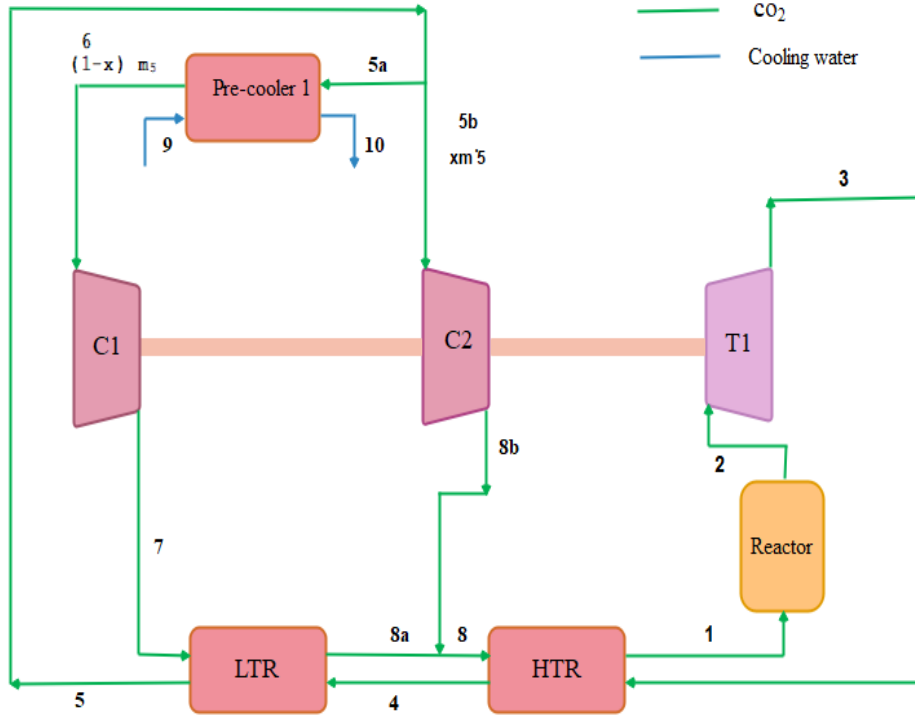 co₂
Cooling water
6
(1-x) m₅
Pre-cooler 1
5a
9
10
5b
xm'5
3
C1
C2
T1
8b
2
Reactor
7
8a
8
1
LTR
HTR
5
4